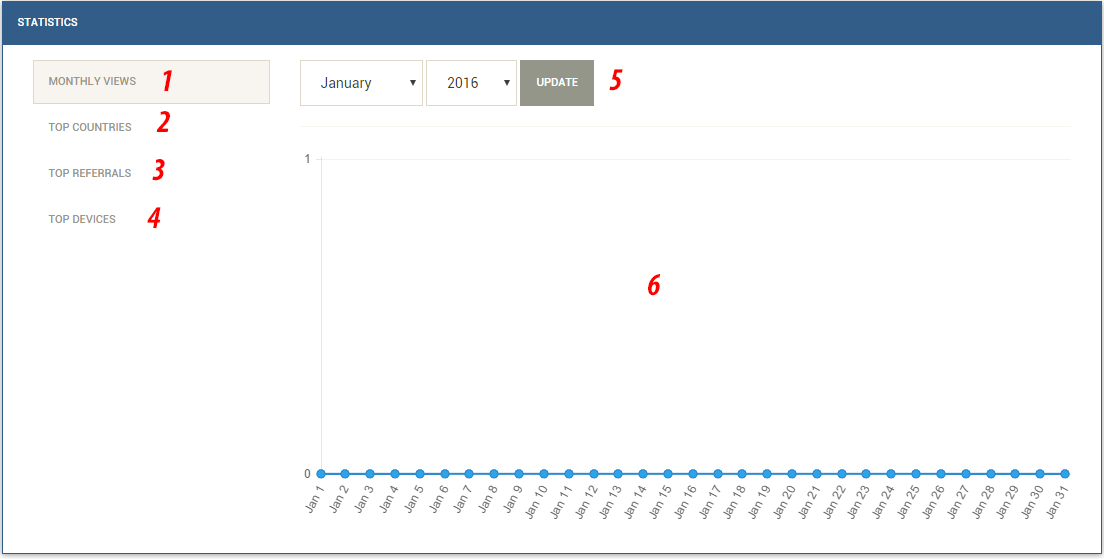 STATISTICS
MONTHLY VIEWS 1
TOP COUNTRIES 2
TOP REFERRALS 3
TOP DEVICES 4
January 2016 UPDATE 5
1
6
0
Jan 1 Jan 2 Jan 3 Jan 4 Jan 5 Jan 6 Jan 7 Jan 8 Jan 9 Jan 10 Jan 11 Jan 12 Jan 13 Jan 14 Jan 15 Jan 16 Jan 17 Jan 18 Jan 19 Jan 20 Jan 21 Jan 22 Jan 23 Jan 24 Jan 25 Jan 26 Jan 27 Jan 28 Jan 29 Jan 30 Jan 31